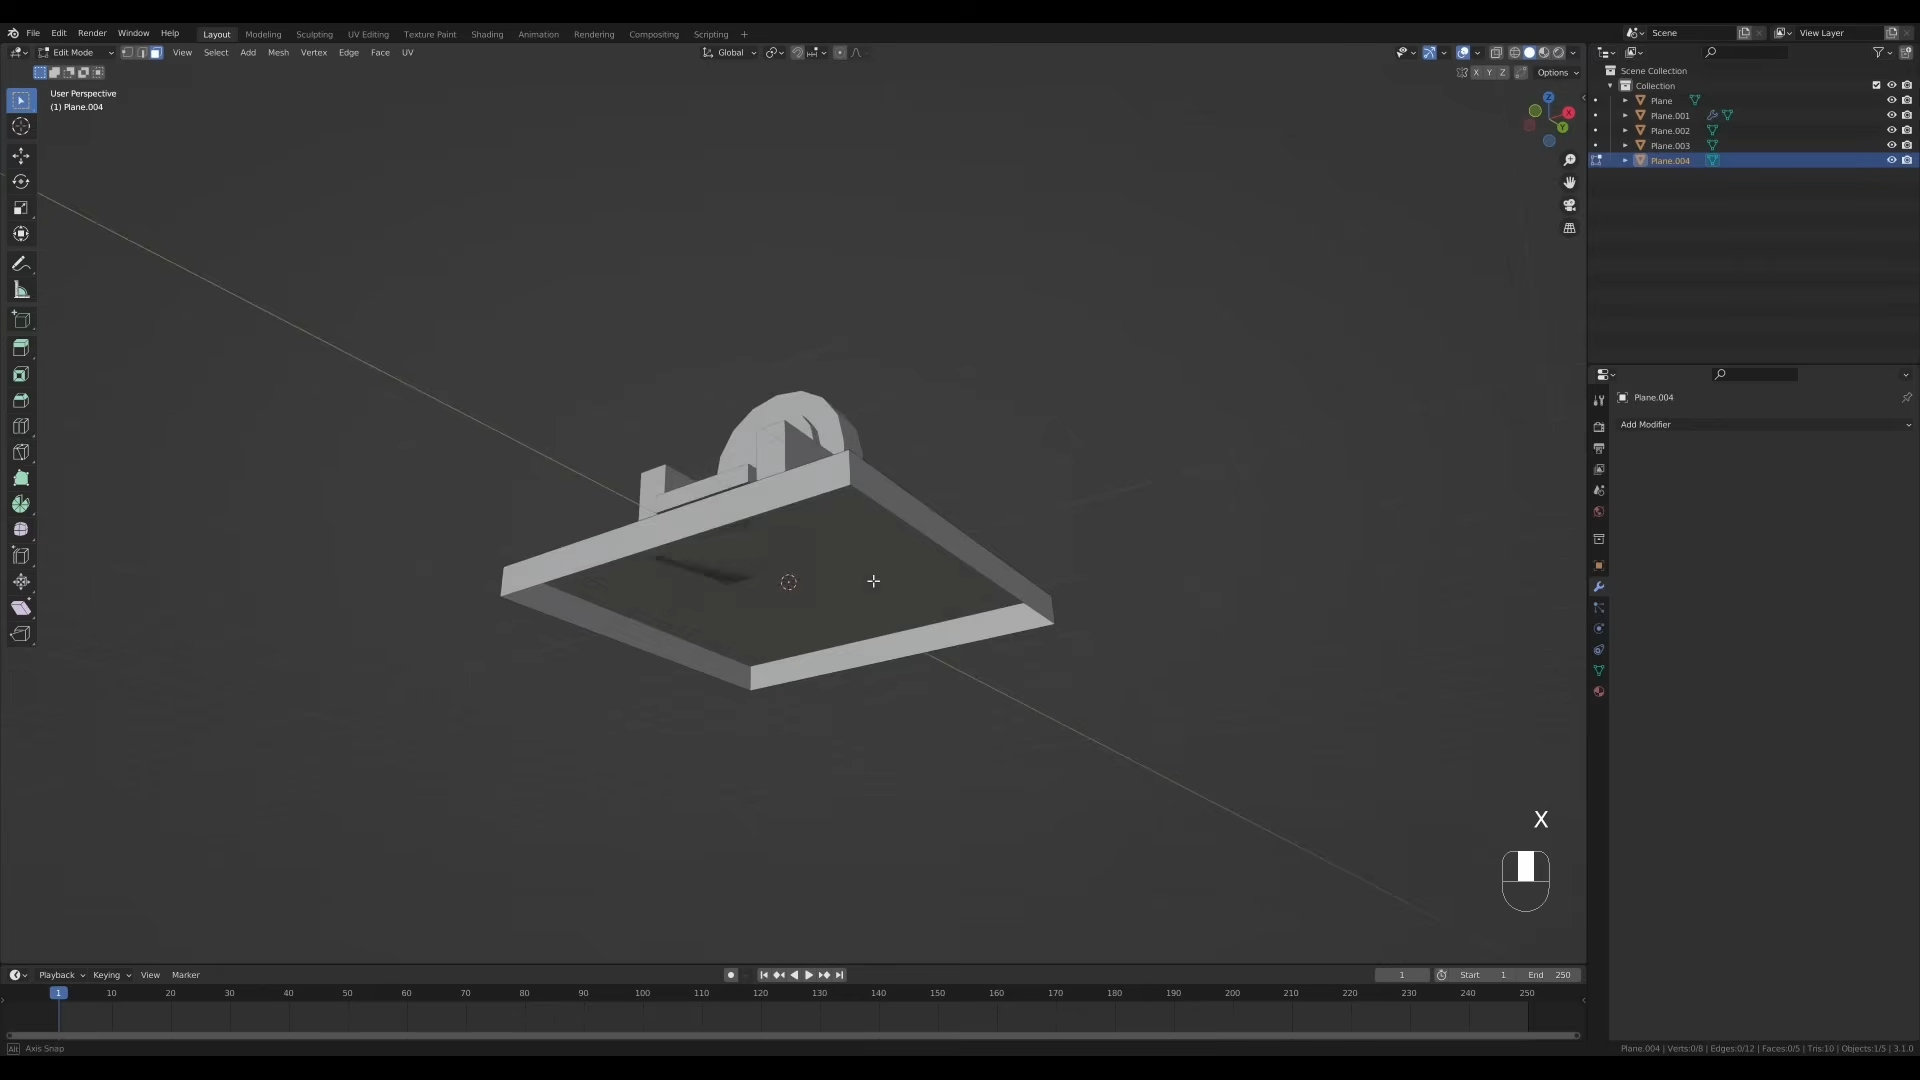 File Edit Render Window Help Layout Modeling Sculpting UV Editing Texture Paint Shading Animation Rendering Compositing Scripting + Scene View Layer
Edit Mode View Select Add Mesh Vertex Edge Face UV Global
X Y Z Options
User Perspective
(1) Plane.004
Scene Collection
Collection
Plane
Plane.001
Plane.002
Plane.003
Plane.004
Z
X
Y
Plane.004
Add Modifier
X
Playback Keying View Marker 1 Start 1 End 250
1 10 20 30 40 50 60 70 80 90 100 110 120 130 140 150 160 170 180 190 200 210 220 230 240 250
Alt Axis Snap
Plane.004 | Verts:0/8 | Edges:0/12 | Faces:0/5 | Tris:10 | Objects:1/5 | 3.1.0